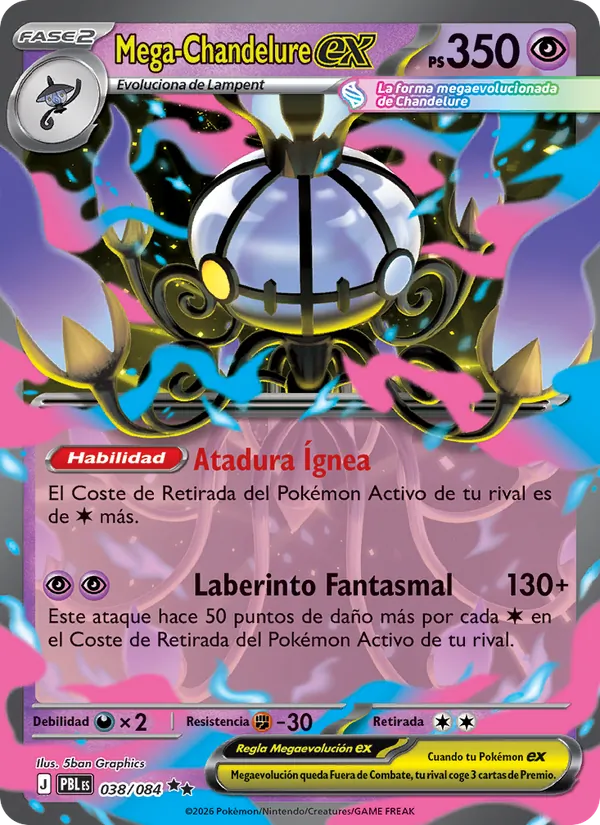 FASE 2
Mega-Chandelure ex
PS 350
Evoluciona de Lampent
La forma megaevolucionada
de Chandelure
Habilidad Atadura Ígnea
El Coste de Retirada del Pokémon Activo de tu rival es
de más.
Laberinto Fantasmal 130+
Este ataque hace 50 puntos de daño más por cada en
el Coste de Retirada del Pokémon Activo de tu rival.
Debilidad ×2 Resistencia -30 Retirada
Ilus. 5ban Graphics
Regla Megaevolución ex Cuando tu Pokémon ex
Megaevolución queda Fuera de Combate, tu rival coge 3 cartas de Premio.
J PBL ES 038/084
©2026 Pokémon/Nintendo/Creatures/GAME FREAK